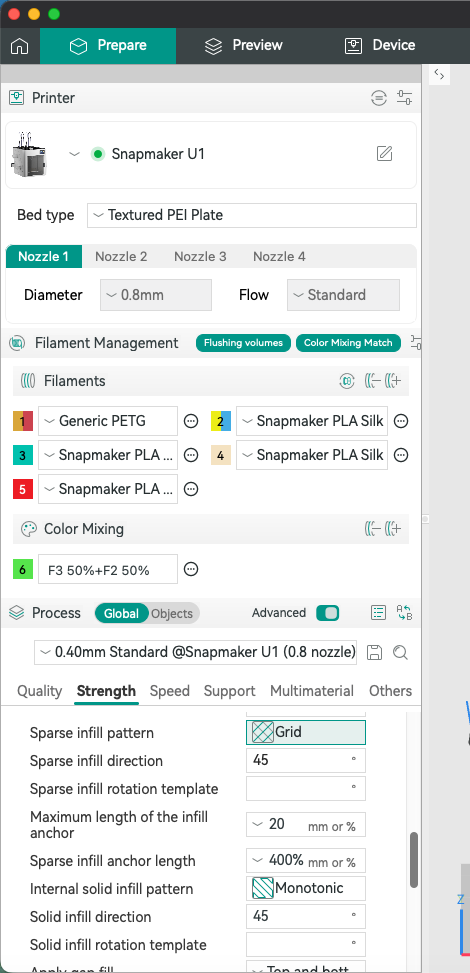 Prepare Preview Device
Printer
Snapmaker U1
Bed type Textured PEI Plate
Nozzle 1 Nozzle 2 Nozzle 3 Nozzle 4
Diameter 0.8mm Flow Standard
Filament Management Flushing volumes Color Mixing Match
Filaments
1 Generic PETG 2 Snapmaker PLA Silk
3 Snapmaker PLA ... 4 Snapmaker PLA Silk
5 Snapmaker PLA ...
Color Mixing
6 F3 50%+F2 50%
Process Global Objects Advanced A B
0.40mm Standard @Snapmaker U1 (0.8 nozzle)
Quality Strength Speed Support Multimaterial Others
Sparse infill pattern Grid
Sparse infill direction 45 °
Sparse infill rotation template °
Maximum length of the infill
anchor 20 mm or %
Sparse infill anchor length 400% mm or %
Internal solid infill pattern Monotonic
Solid infill direction 45 °
Solid infill rotation template °
Apply gap fill Top and bott
Z